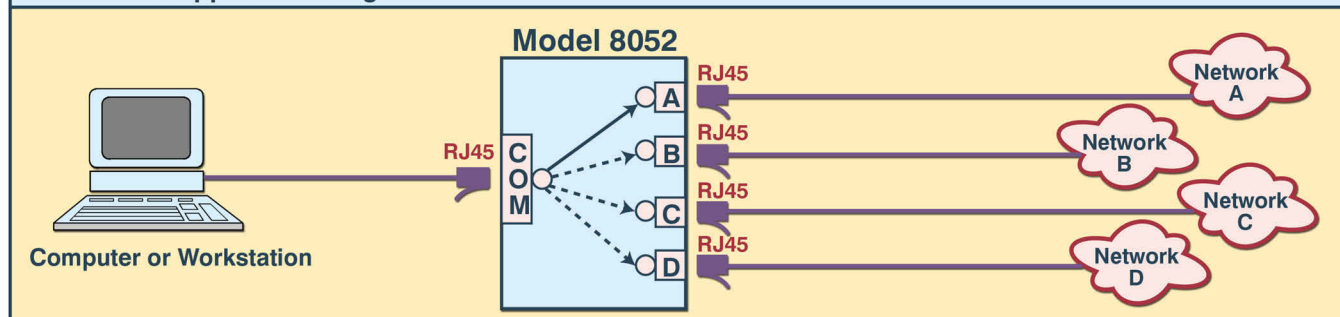 Model 8052
RJ45
COM
A
B
C
D
RJ45
RJ45
RJ45
RJ45
Network
A
Network
B
Network
C
Network
D
Computer or Workstation